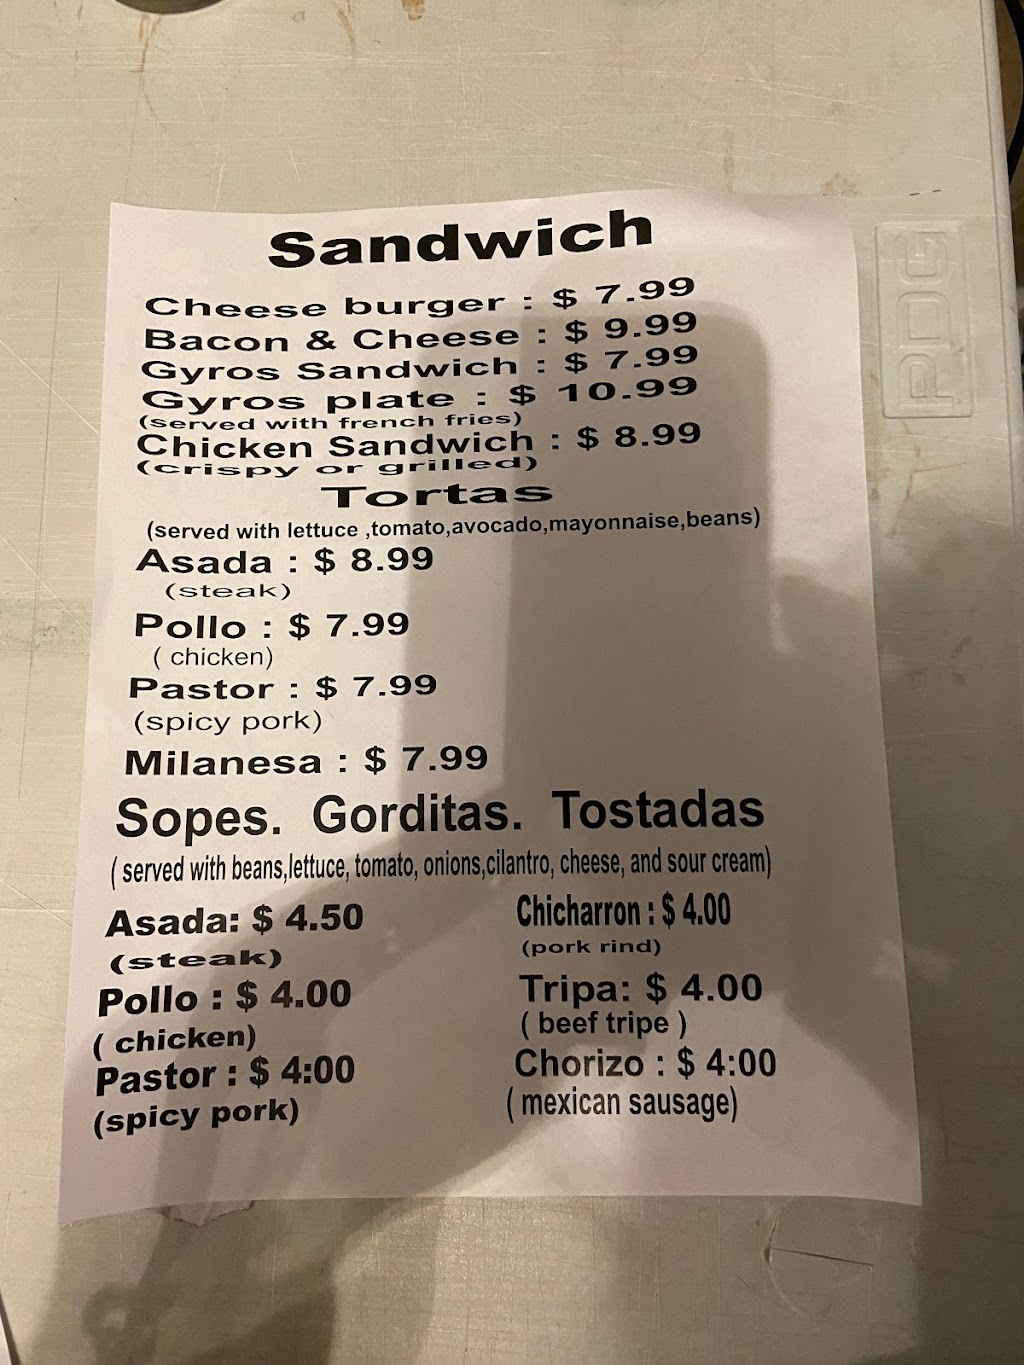 Sandwich
Cheese burger : $ 7.99
Bacon & Cheese : $ 9.99
Gyros Sandwich : $ 7.99
Gyros plate : $ 10.99
(served with french fries)
Chicken Sandwich : $ 8.99
(crispy or grilled)
Tortas
(served with lettuce ,tomato,avocado,mayonnaise,beans)
Asada : $ 8.99
(steak)
Pollo : $ 7.99
( chicken)
Pastor : $ 7.99
(spicy pork)
Milanesa : $ 7.99
Sopes. Gorditas. Tostadas
( served with beans,lettuce, tomato, onions,cilantro, cheese, and sour cream)
Asada: $ 4.50
(steak)
Pollo : $ 4.00
( chicken)
Pastor : $ 4:00
(spicy pork)
Chicharron : $ 4.00
(pork rind)
Tripa: $ 4.00
( beef tripe )
Chorizo : $ 4:00
( mexican sausage)
PDG